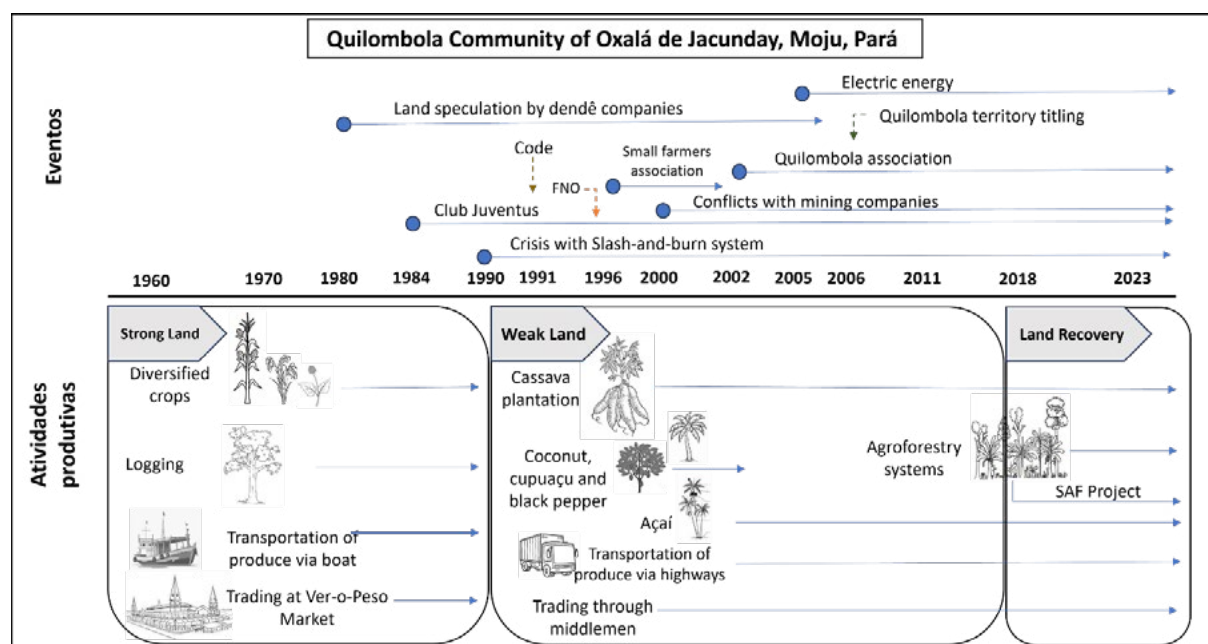 Quilombola Community of Oxalá de Jacunday, Moju, Pará
Eventos
Electric energy
Land speculation by dendê companies
Quilombola territory titling
Code
Small farmers
association
Quilombola association
FNO
Club Juventus
Conflicts with mining companies
Crisis with Slash-and-burn system
1960 1970 1980 1984 1990 1991 1996 2000 2002 2005 2006 2011 2018 2023
Atividades
produtivas
Strong Land
Diversified
crops
Logging
Transportation of
produce via boat
Trading at Ver-o-Peso
Market
Weak Land
Cassava
plantation
Coconut,
cupuaçu and
black pepper
Açaí
Transportation of
produce via highways
Trading through
middlemen
Land Recovery
Agroforestry
systems
SAF Project